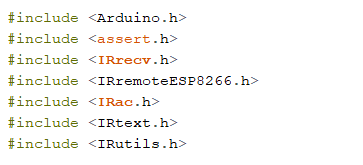 #include <Arduino.h>
#include <assert.h>
#include <IRrecv.h>
#include <IRremoteESP8266.h>
#include <IRac.h>
#include <IRtext.h>
#include <IRutils.h>